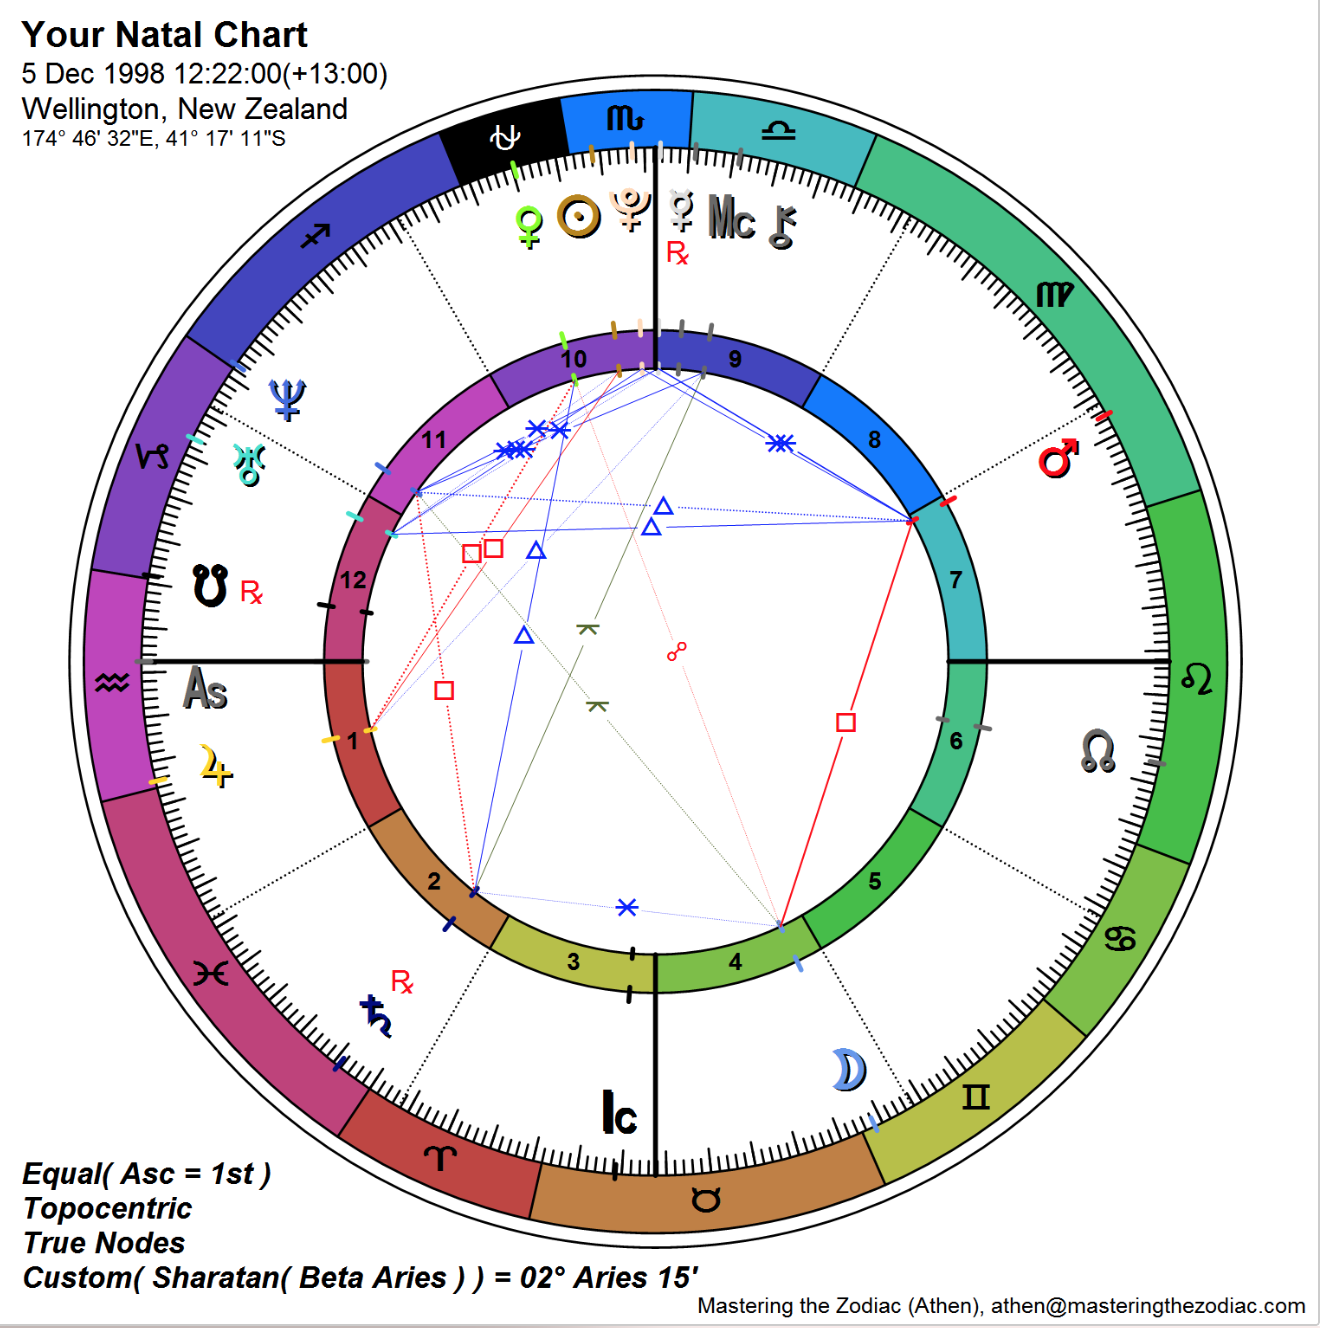 Your Natal Chart
5 Dec 1998 12:22:00(+13:00)
Wellington, New Zealand
174° 46' 32"E, 41° 17' 11"S
⛎ ♏ ♎
♐ ♍
♀ ☉ ♇ ☿ Mc ⚷
℞
10 9
♆ 11 8 ♂
♑ ♅
☋ ℞ 12 7
♒ As ♌
♃ 1 6 ☊
2 5
♋
3 4
♓ ℞
♄
Ic ☽ ♊
♈ ♉
Equal( Asc = 1st )
Topocentric
True Nodes
Custom( Sharatan( Beta Aries ) ) = 02° Aries 15'
Mastering the Zodiac (Athen), athen@masteringthezodiac.com